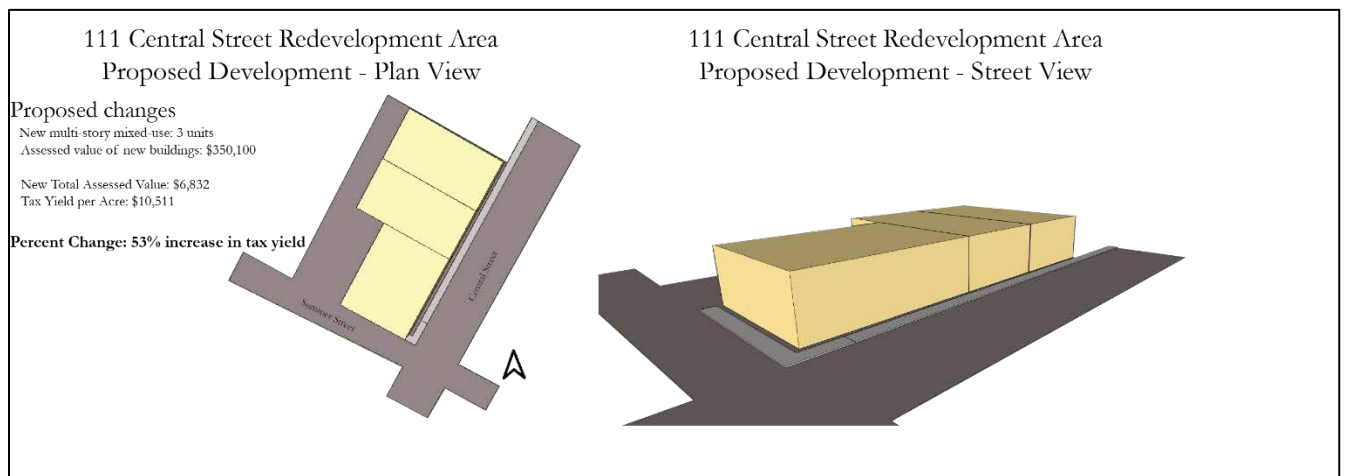 111 Central Street Redevelopment Area
Proposed Development - Plan View
Proposed changes
New multi-story mixed-use: 3 units
Assessed value of new buildings: $350,100
New Total Assessed Value: $6,832
Tax Yield per Acre: $10,511
Percent Change: 53% increase in tax yield
Summer Street
Central Street
111 Central Street Redevelopment Area
Proposed Development - Street View